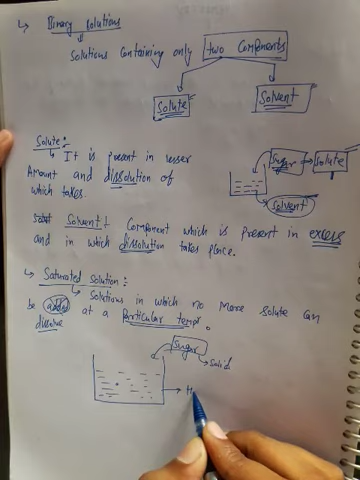 Binary solutions
Solutions Containing only two Components
Solute Solvent
Solute:
It is present in lesser
Amount and dissolution of
which takes.
Sugar → Solute
Solvent
Solvent Component which is present in excess
and in which dissolution takes place.
Saturated Solution:
Solutions in which no More solute can
be added at a Particular tempr.
dissolve
Sugar
Solid